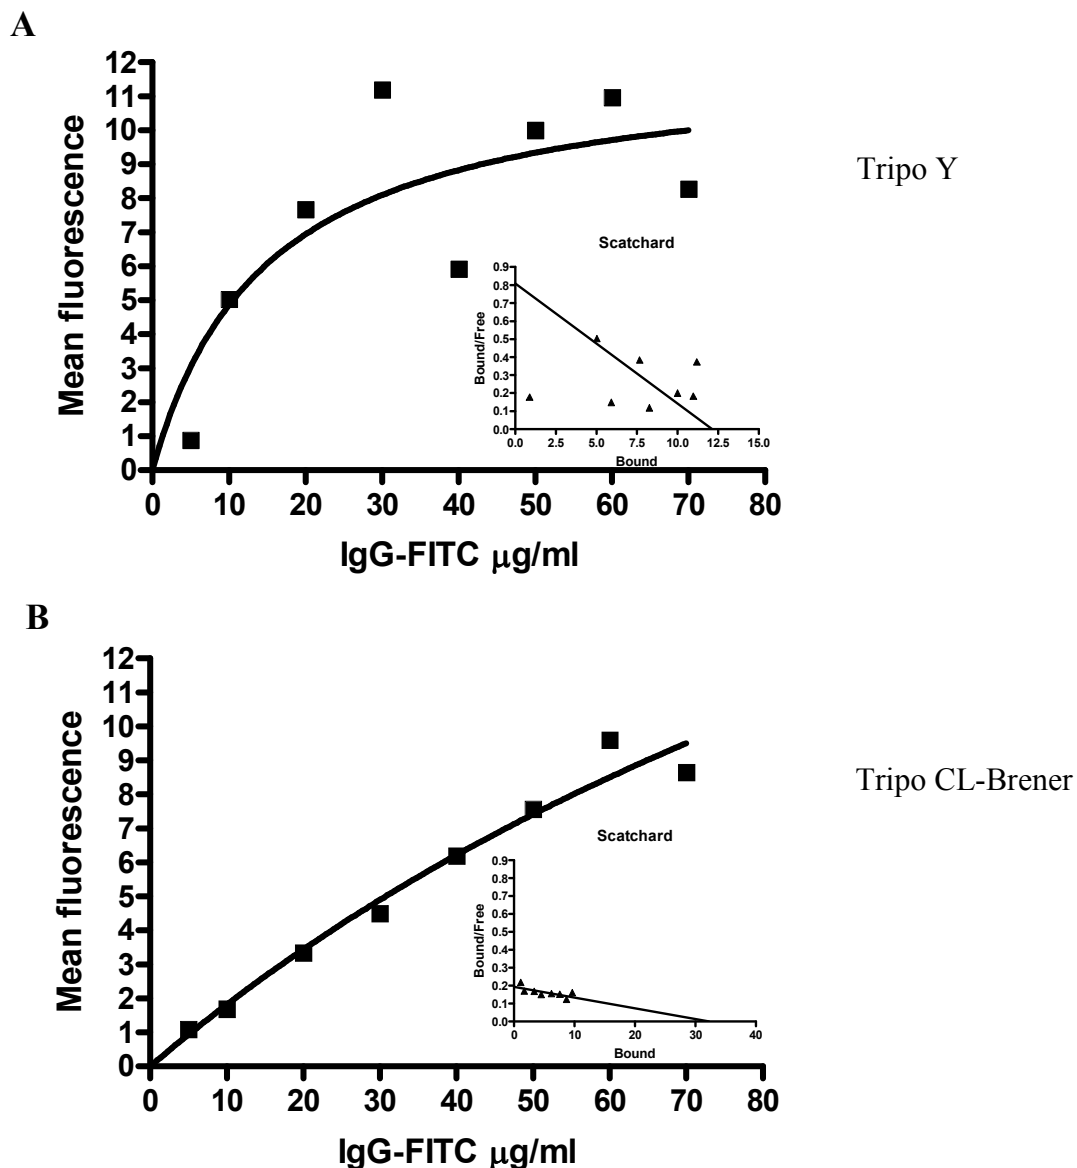 A
12
11
10
9
8
7
6
5
4
3
2
1
0
Mean fluorescence
0 10 20 30 40 50 60 70 80
IgG-FITC μg/ml
Tripo Y
Scatchard
0.9
0.8
0.7
0.6
0.5
0.4
0.3
0.2
0.1
0.0
Bound/Free
0.0 2.5 5.0 7.5 10.0 12.5 15.0
Bound
B
12
11
10
9
8
7
6
5
4
3
2
1
0
Mean fluorescence
0 10 20 30 40 50 60 70 80
IgG-FITC μg/ml
Tripo CL-Brener
Scatchard
0.9
0.8
0.7
0.6
0.5
0.4
0.3
0.2
0.1
0.0
Bound/Free
0 10 20 30 40
Bound